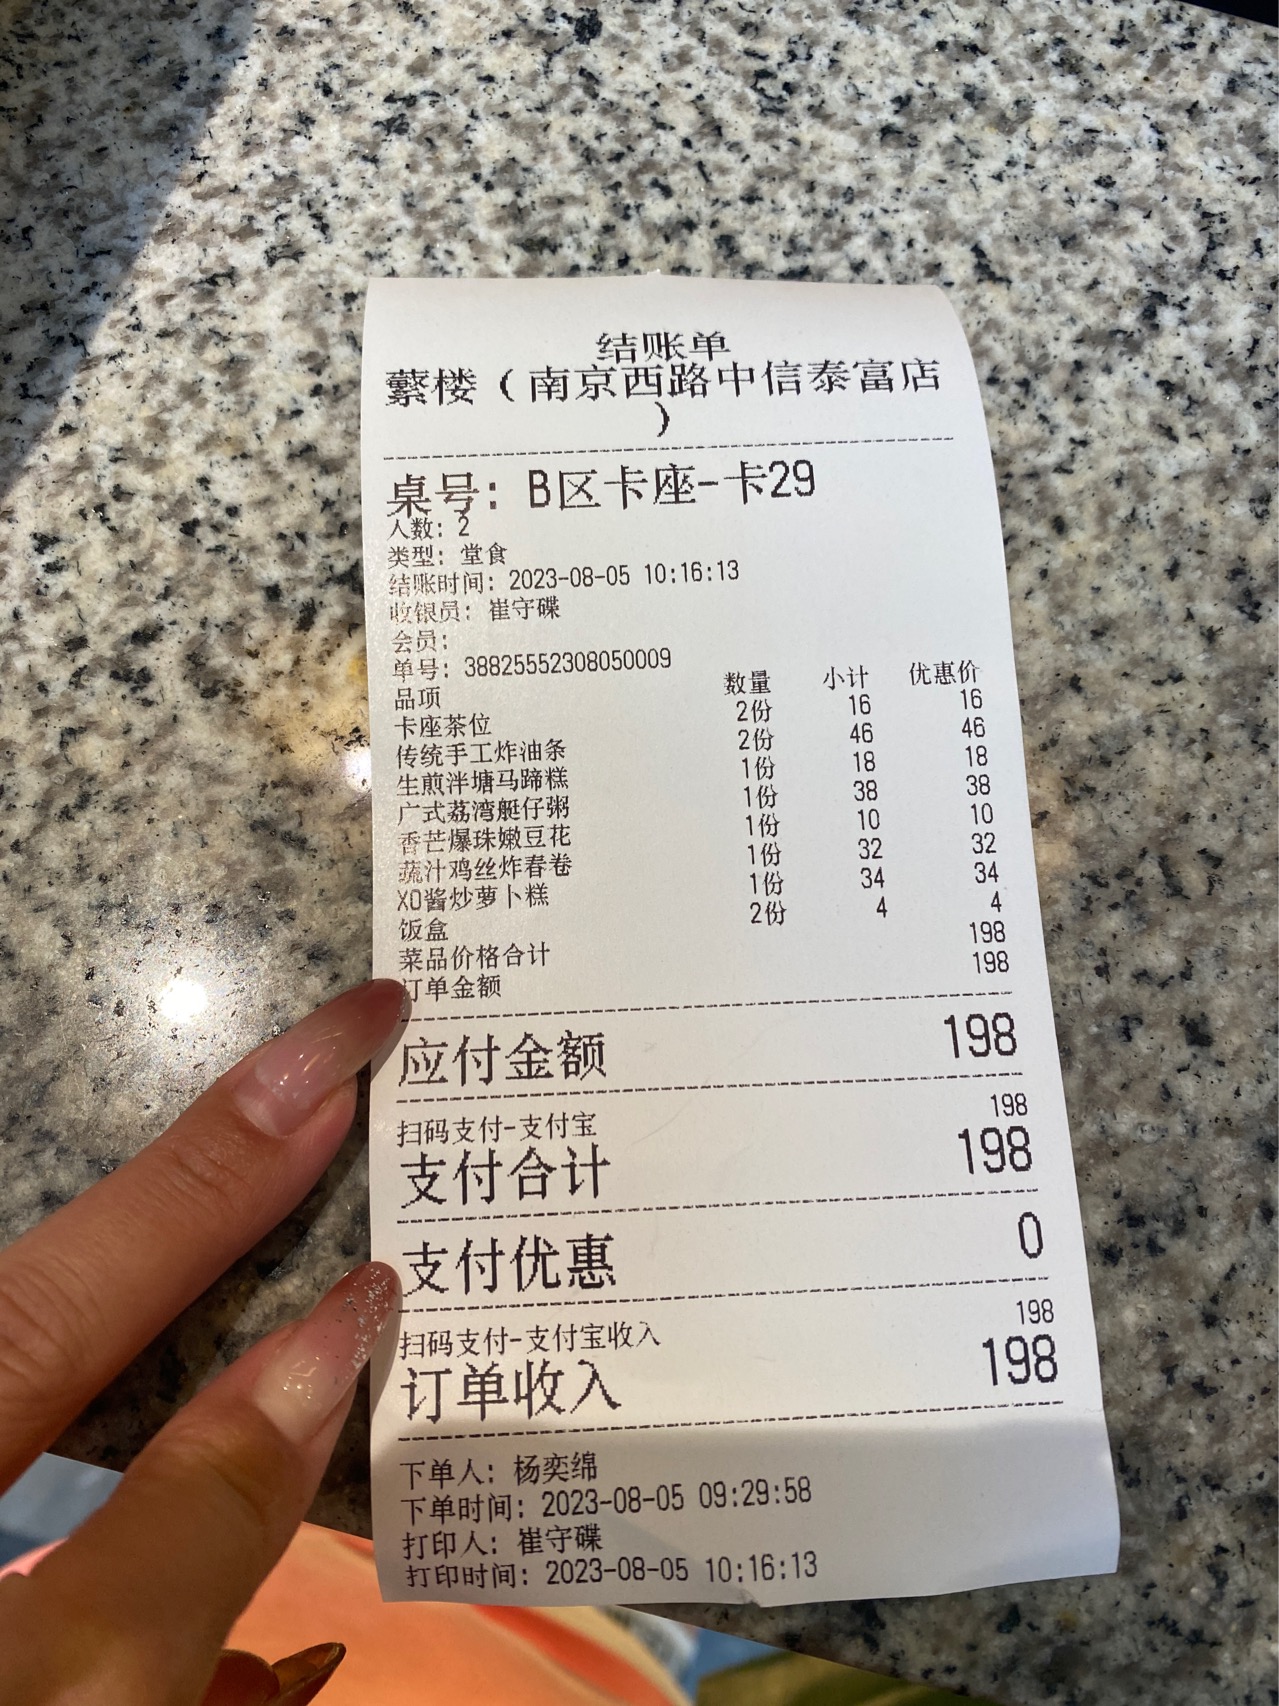 结账单
蘩楼（南京西路中信泰富店
）
桌号: B区卡座-卡29
人数: 2
类型: 堂食
结账时间: 2023-08-05 10:16:13
收银员: 崔守碟
会员:
单号: 38825552308050009
品项 数量 小计 优惠价
卡座茶位 2份 16 16
传统手工炸油条 2份 46 46
生煎泮塘马蹄糕 1份 18 18
广式荔湾艇仔粥 1份 38 38
香芒爆珠嫩豆花 1份 10 10
蔬汁鸡丝炸春卷 1份 32 32
XO酱炒萝卜糕 1份 34 34
饭盒 2份 4 4
菜品价格合计 198
订单金额 198
应付金额 198
扫码支付-支付宝 198
支付合计 198
支付优惠 0
扫码支付-支付宝收入 198
订单收入 198
下单人: 杨奕绵
下单时间: 2023-08-05 09:29:58
打印人: 崔守碟
打印时间: 2023-08-05 10:16:13